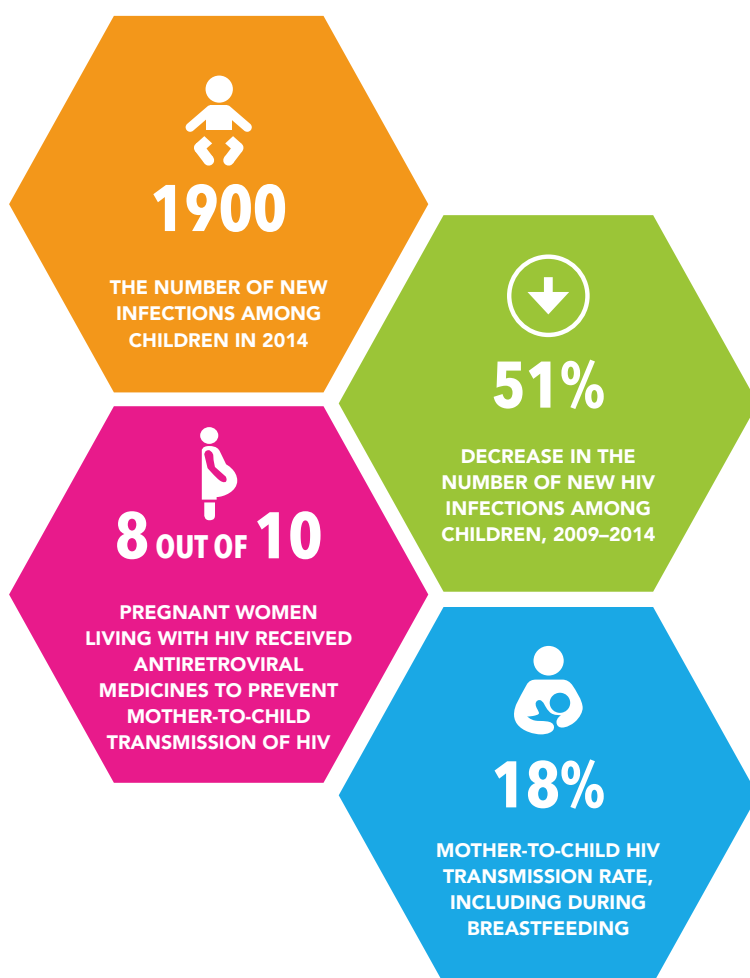 1900
THE NUMBER OF NEW
INFECTIONS AMONG
CHILDREN IN 2014
51%
DECREASE IN THE
NUMBER OF NEW HIV
INFECTIONS AMONG
CHILDREN, 2009–2014
8 OUT OF 10
PREGNANT WOMEN
LIVING WITH HIV RECEIVED
ANTIRETROVIRAL
MEDICINES TO PREVENT
MOTHER-TO-CHILD
TRANSMISSION OF HIV
18%
MOTHER-TO-CHILD HIV
TRANSMISSION RATE,
INCLUDING DURING
BREASTFEEDING